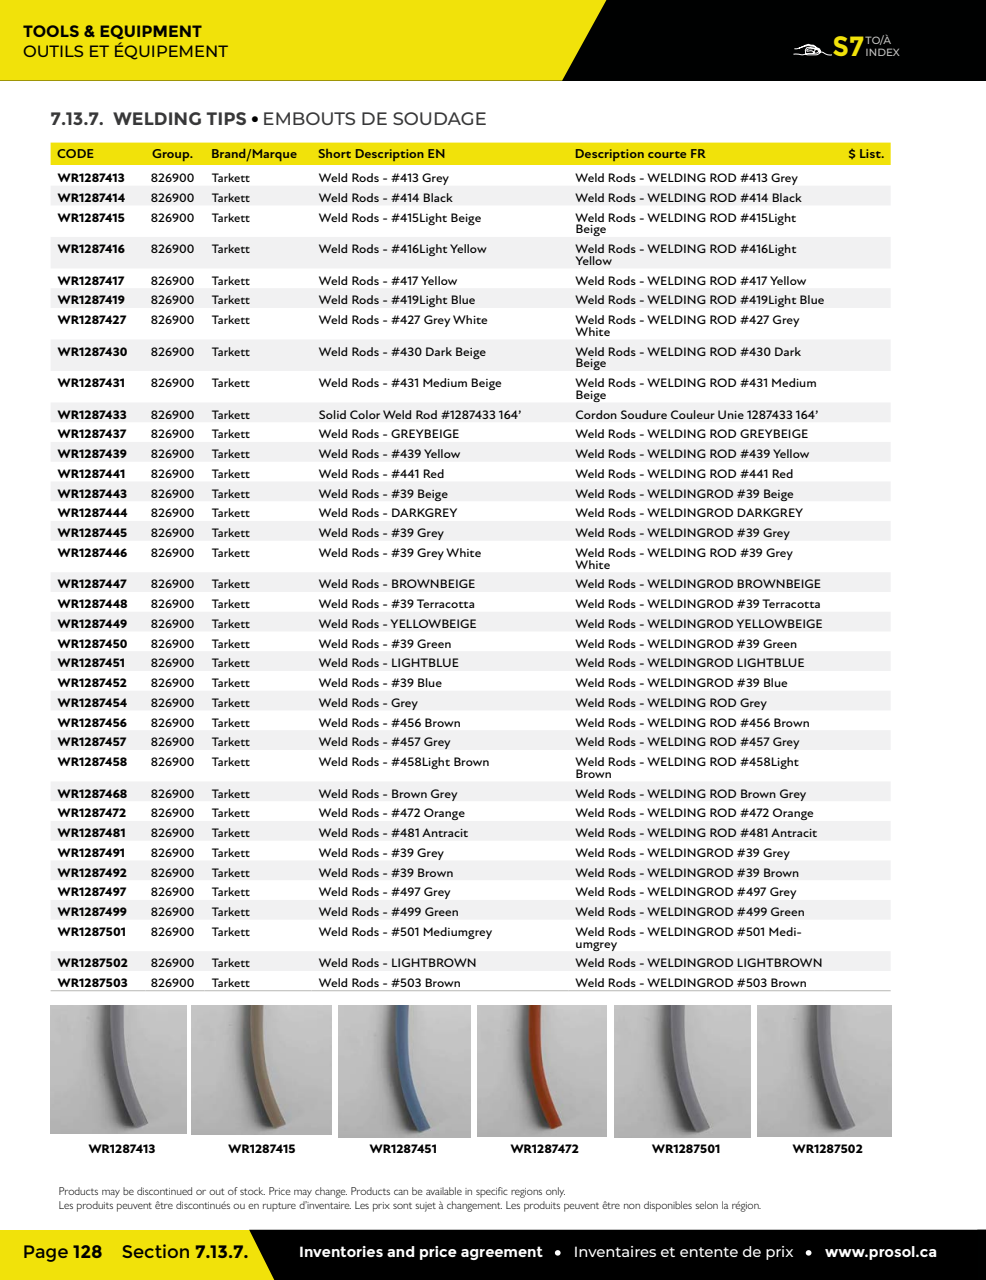 TOOLS & EQUIPMENT
OUTILS ET ÉQUIPEMENT
S7 TO/À INDEX
7.13.7. WELDING TIPS • EMBOUTS DE SOUDAGE
CODE Group. Brand/Marque Short Description EN Description courte FR $ List.
WR1287413 826900 Tarkett Weld Rods - #413 Grey Weld Rods - WELDING ROD #413 Grey
WR1287414 826900 Tarkett Weld Rods - #414 Black Weld Rods - WELDING ROD #414 Black
WR1287415 826900 Tarkett Weld Rods - #415Light Beige Weld Rods - WELDING ROD #415Light
Beige
WR1287416 826900 Tarkett Weld Rods - #416Light Yellow Weld Rods - WELDING ROD #416Light
Yellow
WR1287417 826900 Tarkett Weld Rods - #417 Yellow Weld Rods - WELDING ROD #417 Yellow
WR1287419 826900 Tarkett Weld Rods - #419Light Blue Weld Rods - WELDING ROD #419Light Blue
WR1287427 826900 Tarkett Weld Rods - #427 Grey White Weld Rods - WELDING ROD #427 Grey
White
WR1287430 826900 Tarkett Weld Rods - #430 Dark Beige Weld Rods - WELDING ROD #430 Dark
Beige
WR1287431 826900 Tarkett Weld Rods - #431 Medium Beige Weld Rods - WELDING ROD #431 Medium
Beige
WR1287433 826900 Tarkett Solid Color Weld Rod #1287433 164’ Cordon Soudure Couleur Unie 1287433 164’
WR1287437 826900 Tarkett Weld Rods - GREYBEIGE Weld Rods - WELDING ROD GREYBEIGE
WR1287439 826900 Tarkett Weld Rods - #439 Yellow Weld Rods - WELDING ROD #439 Yellow
WR1287441 826900 Tarkett Weld Rods - #441 Red Weld Rods - WELDING ROD #441 Red
WR1287443 826900 Tarkett Weld Rods - #39 Beige Weld Rods - WELDINGROD #39 Beige
WR1287444 826900 Tarkett Weld Rods - DARKGREY Weld Rods - WELDINGROD DARKGREY
WR1287445 826900 Tarkett Weld Rods - #39 Grey Weld Rods - WELDINGROD #39 Grey
WR1287446 826900 Tarkett Weld Rods - #39 Grey White Weld Rods - WELDING ROD #39 Grey
White
WR1287447 826900 Tarkett Weld Rods - BROWNBEIGE Weld Rods - WELDINGROD BROWNBEIGE
WR1287448 826900 Tarkett Weld Rods - #39 Terracotta Weld Rods - WELDINGROD #39 Terracotta
WR1287449 826900 Tarkett Weld Rods - YELLOWBEIGE Weld Rods - WELDINGROD YELLOWBEIGE
WR1287450 826900 Tarkett Weld Rods - #39 Green Weld Rods - WELDINGROD #39 Green
WR1287451 826900 Tarkett Weld Rods - LIGHTBLUE Weld Rods - WELDINGROD LIGHTBLUE
WR1287452 826900 Tarkett Weld Rods - #39 Blue Weld Rods - WELDINGROD #39 Blue
WR1287454 826900 Tarkett Weld Rods - Grey Weld Rods - WELDING ROD Grey
WR1287456 826900 Tarkett Weld Rods - #456 Brown Weld Rods - WELDING ROD #456 Brown
WR1287457 826900 Tarkett Weld Rods - #457 Grey Weld Rods - WELDING ROD #457 Grey
WR1287458 826900 Tarkett Weld Rods - #458Light Brown Weld Rods - WELDING ROD #458Light
Brown
WR1287468 826900 Tarkett Weld Rods - Brown Grey Weld Rods - WELDING ROD Brown Grey
WR1287472 826900 Tarkett Weld Rods - #472 Orange Weld Rods - WELDING ROD #472 Orange
WR1287481 826900 Tarkett Weld Rods - #481 Antracit Weld Rods - WELDING ROD #481 Antracit
WR1287491 826900 Tarkett Weld Rods - #39 Grey Weld Rods - WELDINGROD #39 Grey
WR1287492 826900 Tarkett Weld Rods - #39 Brown Weld Rods - WELDINGROD #39 Brown
WR1287497 826900 Tarkett Weld Rods - #497 Grey Weld Rods - WELDINGROD #497 Grey
WR1287499 826900 Tarkett Weld Rods - #499 Green Weld Rods - WELDINGROD #499 Green
WR1287501 826900 Tarkett Weld Rods - #501 Mediumgrey Weld Rods - WELDINGROD #501 Medi-
umgrey
WR1287502 826900 Tarkett Weld Rods - LIGHTBROWN Weld Rods - WELDINGROD LIGHTBROWN
WR1287503 826900 Tarkett Weld Rods - #503 Brown Weld Rods - WELDINGROD #503 Brown
WR1287413 WR1287415 WR1287451 WR1287472 WR1287501 WR1287502
Products may be discontinued or out of stock. Price may change. Products can be available in specific regions only.
Les produits peuvent être discontinués ou en rupture d’inventaire. Les prix sont sujet à changement. Les produits peuvent être non disponibles selon la région.
Page 128 Section 7.13.7. Inventories and price agreement • Inventaires et entente de prix • www.prosol.ca